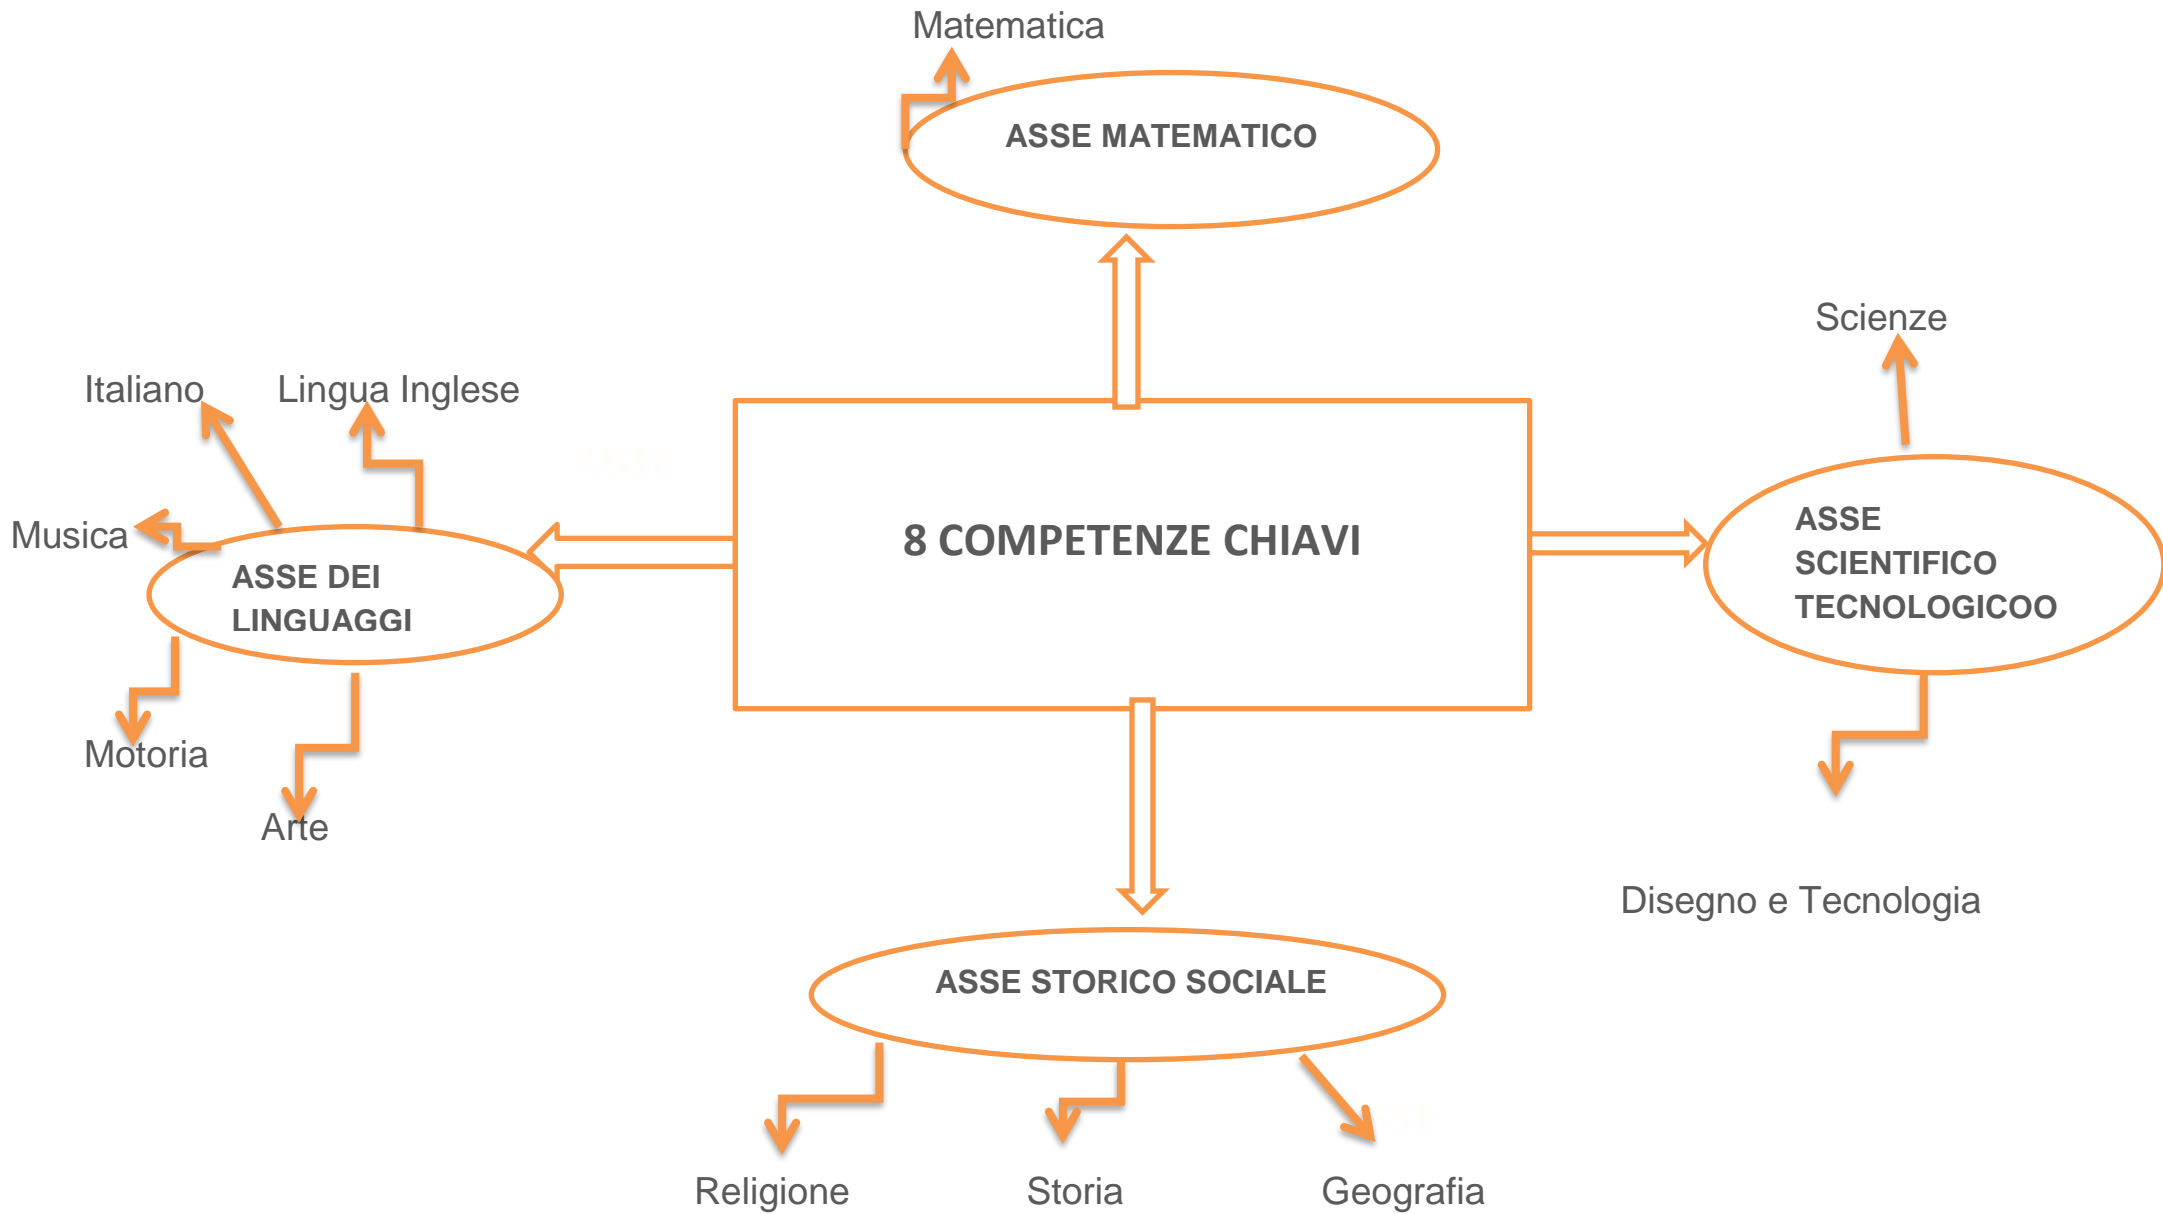 Matematica
ASSE MATEMATICO
Scienze
Italiano
Lingua Inglese
Musica
ASSE DEI
LINGUAGGI
8 COMPETENZE CHIAVI
ASSE
SCIENTIFICO
TECNOLOGICOO
Motoria
Arte
Disegno e Tecnologia
ASSE STORICO SOCIALE
Religione
Storia
Geografia